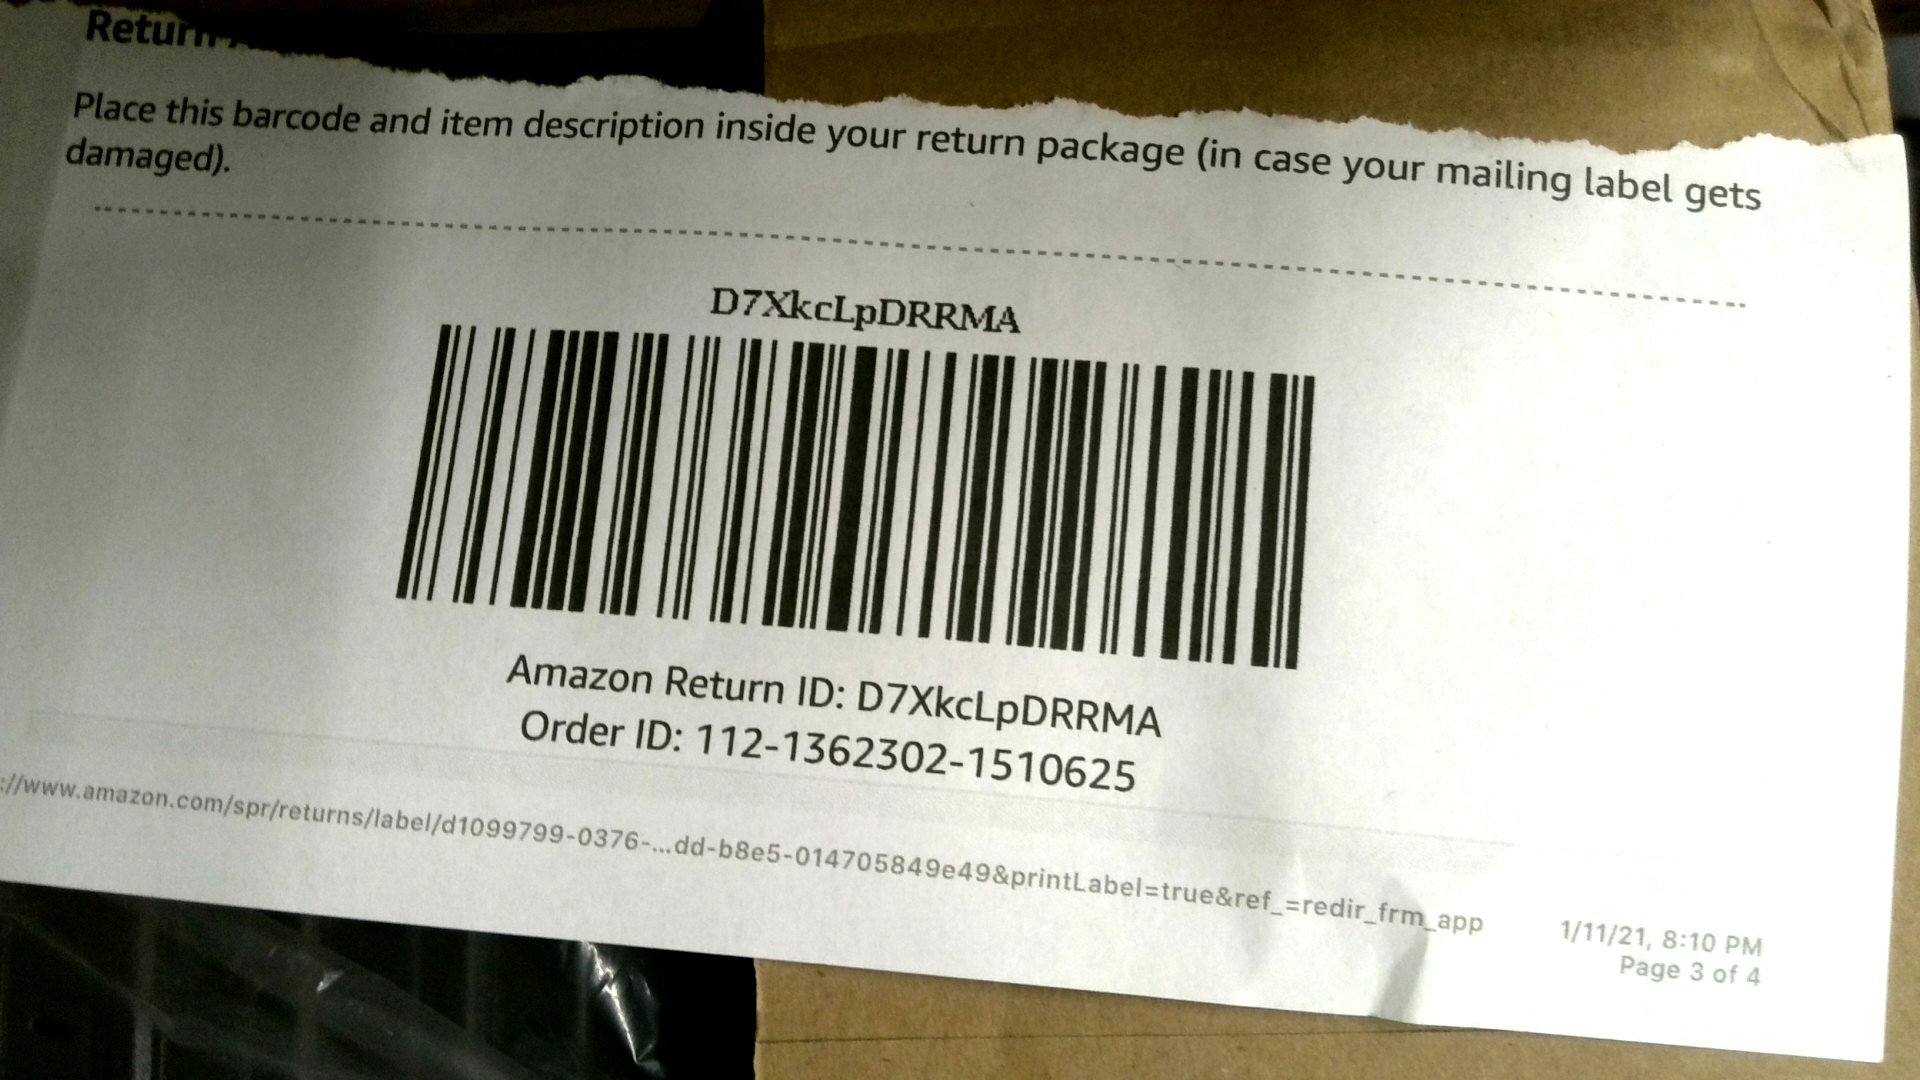 Return
Place this barcode and item description inside your return package (in case your mailing label gets
damaged).
D7XkcLpDRRMA
Amazon Return ID: D7XkcLpDRRMA
Order ID: 112-1362302-1510625
://www.amazon.com/spr/returns/label/d1099799-0376-...dd-b8e5-014705849e49&printLabel=true&ref_=redir_frm_app
1/11/21, 8:10 PM
Page 3 of 4